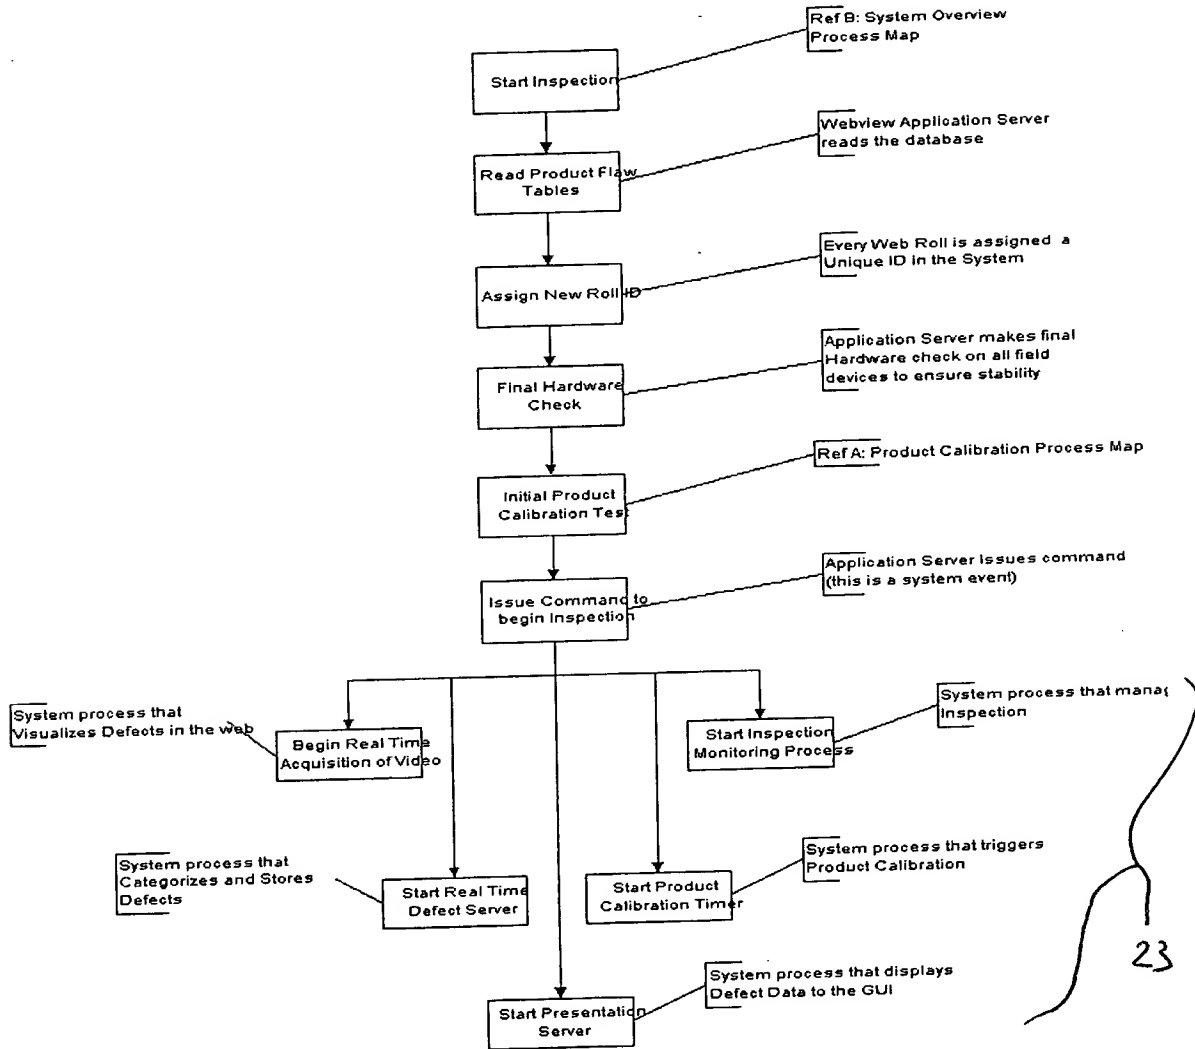 Ref B: System Overview
Process Map
Start Inspection
Webview Application Server
reads the database
Read Product Flaw
Tables
Every Web Roll is assigned a
Unique ID in the System
Assign New Roll ID
Application Server makes final
Hardware check on all field
devices to ensure stability
Final Hardware
Check
Ref A: Product Calibration Process Map
Initial Product
Calibration Test
Application Server issues command
(this is a system event)
Issue Command to
begin Inspection
System process that
Visualizes Defects in the web
Begin Real Time
Acquisition of Video
Start Inspection
Monitoring Process
System process that manag
Inspection
System process that
Categorizes and Stores
Defects
Start Real Time
Defect Server
Start Product
Calibration Timer
System process that triggers
Product Calibration
23
System process that displays
Defect Data to the GUI
Start Presentation
Server